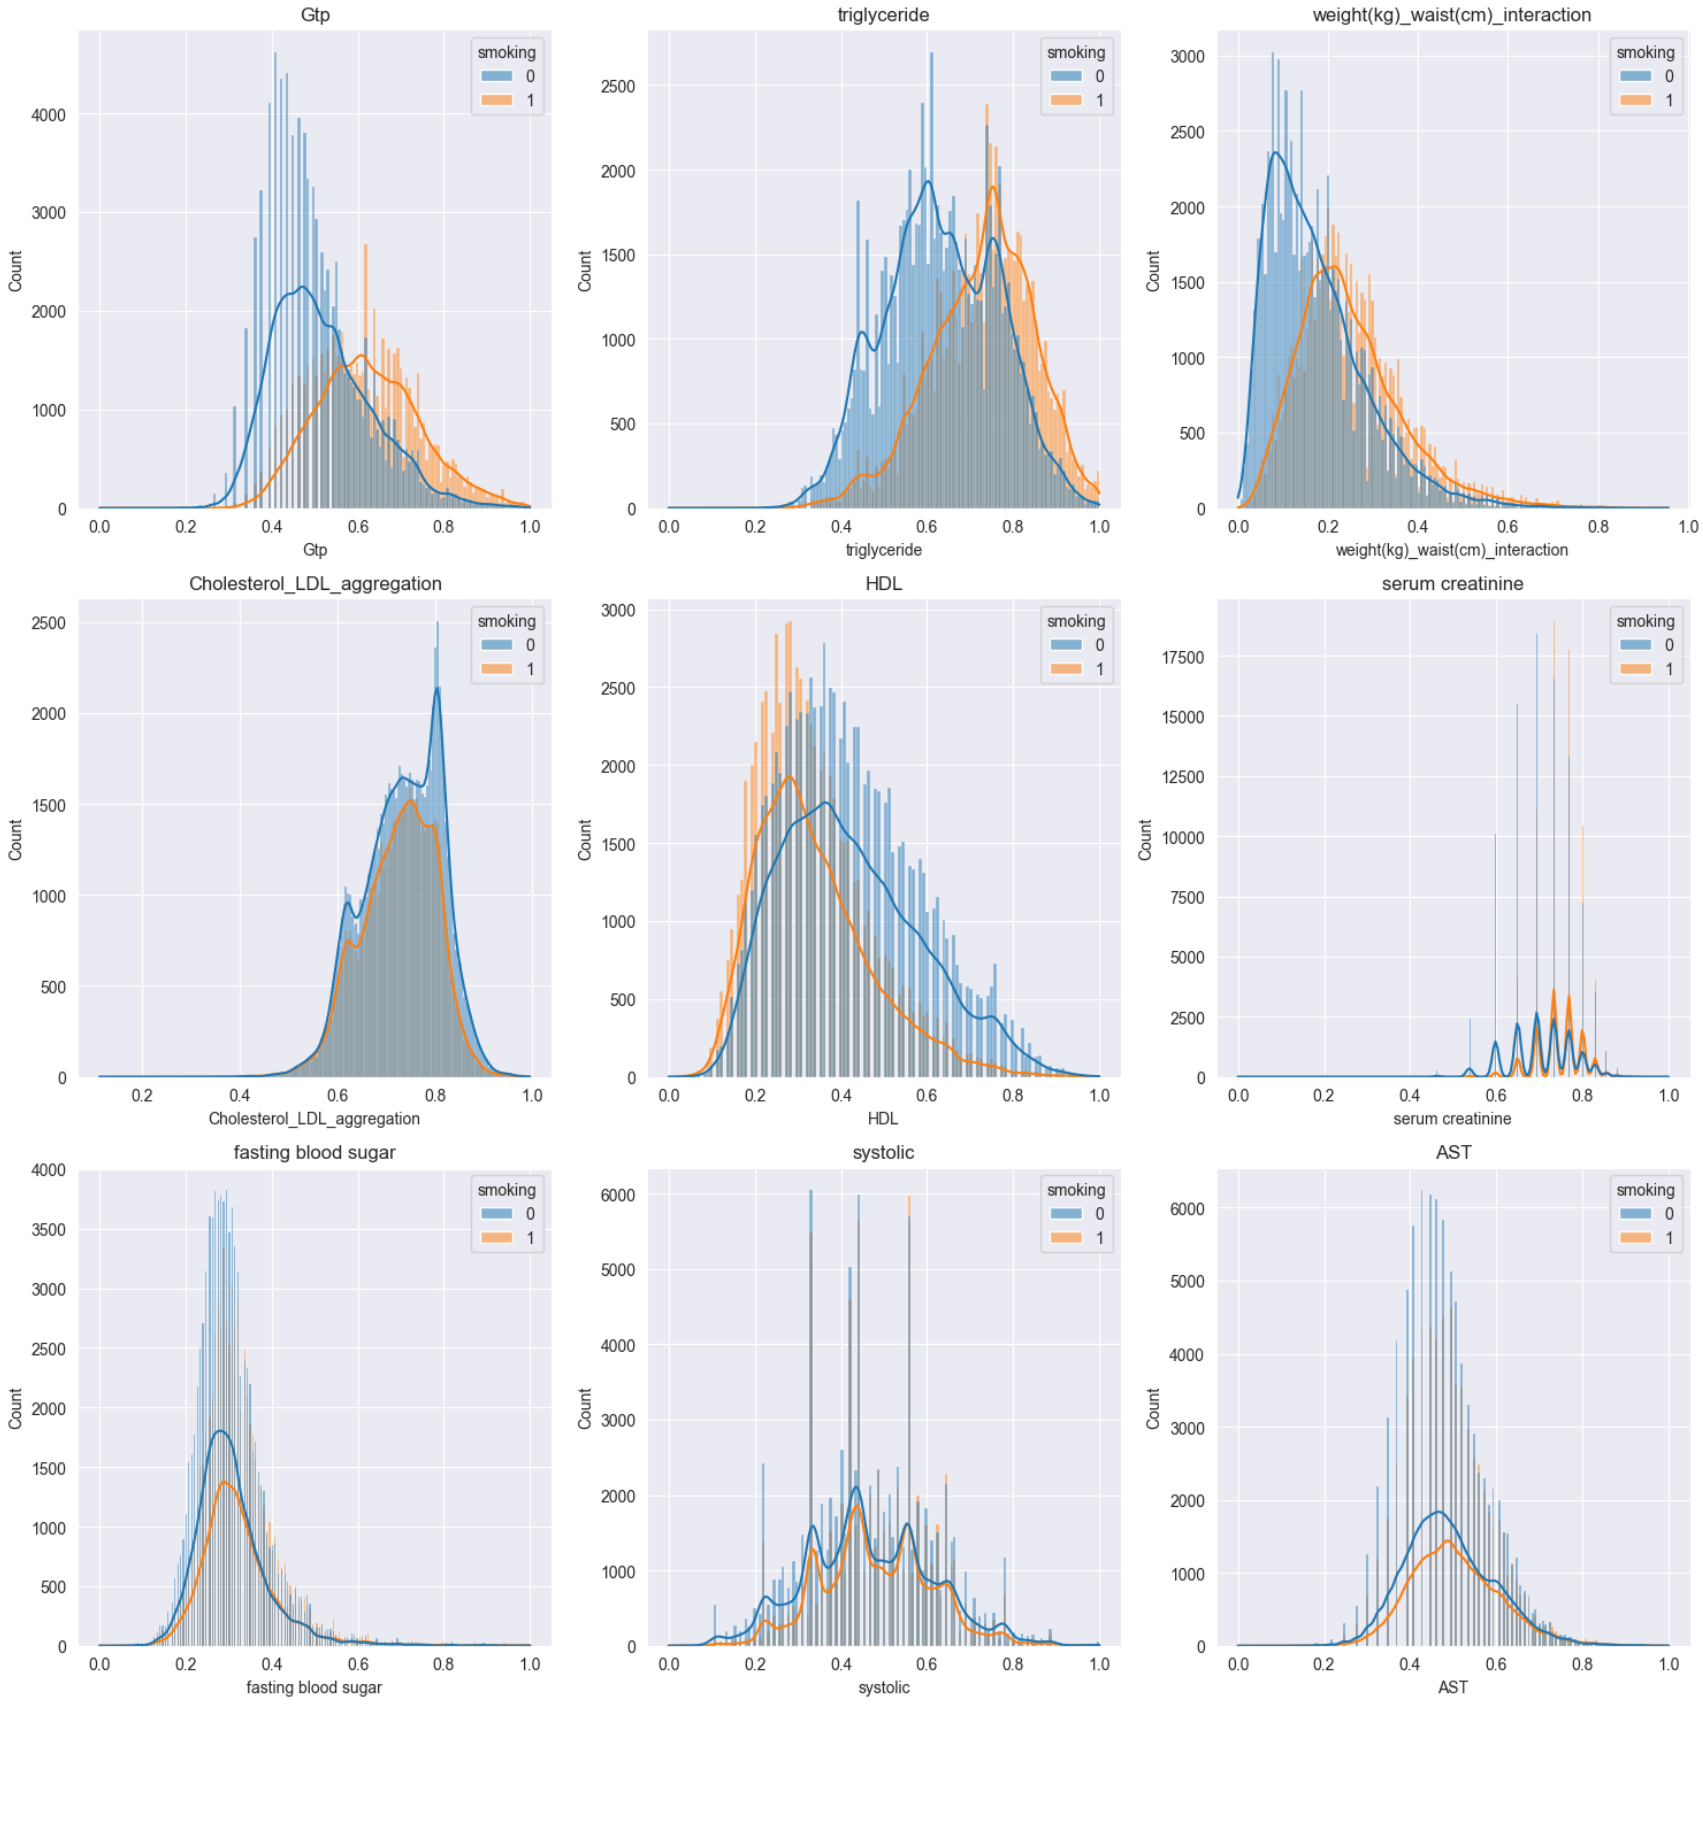 Gtp
smoking
0
1
4000
3000
2000
1000
0
Count
0.0 0.2 0.4 0.6 0.8 1.0
Gtp
triglyceride
smoking
0
1
2500
2000
1500
1000
500
0
Count
0.0 0.2 0.4 0.6 0.8 1.0
triglyceride
weight(kg)_waist(cm)_interaction
smoking
0
1
3000
2500
2000
1500
1000
500
0
Count
0.0 0.2 0.4 0.6 0.8 1.0
weight(kg)_waist(cm)_interaction
Cholesterol_LDL_aggregation
smoking
0
1
2500
2000
1500
1000
500
0
Count
0.2 0.4 0.6 0.8 1.0
Cholesterol_LDL_aggregation
HDL
smoking
0
1
3000
2500
2000
1500
1000
500
0
Count
0.0 0.2 0.4 0.6 0.8 1.0
HDL
serum creatinine
smoking
0
1
17500
15000
12500
10000
7500
5000
2500
0
Count
0.0 0.2 0.4 0.6 0.8 1.0
serum creatinine
fasting blood sugar
smoking
0
1
4000
3500
3000
2500
2000
1500
1000
500
0
Count
0.0 0.2 0.4 0.6 0.8 1.0
fasting blood sugar
systolic
smoking
0
1
6000
5000
4000
3000
2000
1000
0
Count
0.0 0.2 0.4 0.6 0.8 1.0
systolic
AST
smoking
0
1
6000
5000
4000
3000
2000
1000
0
Count
0.0 0.2 0.4 0.6 0.8 1.0
AST